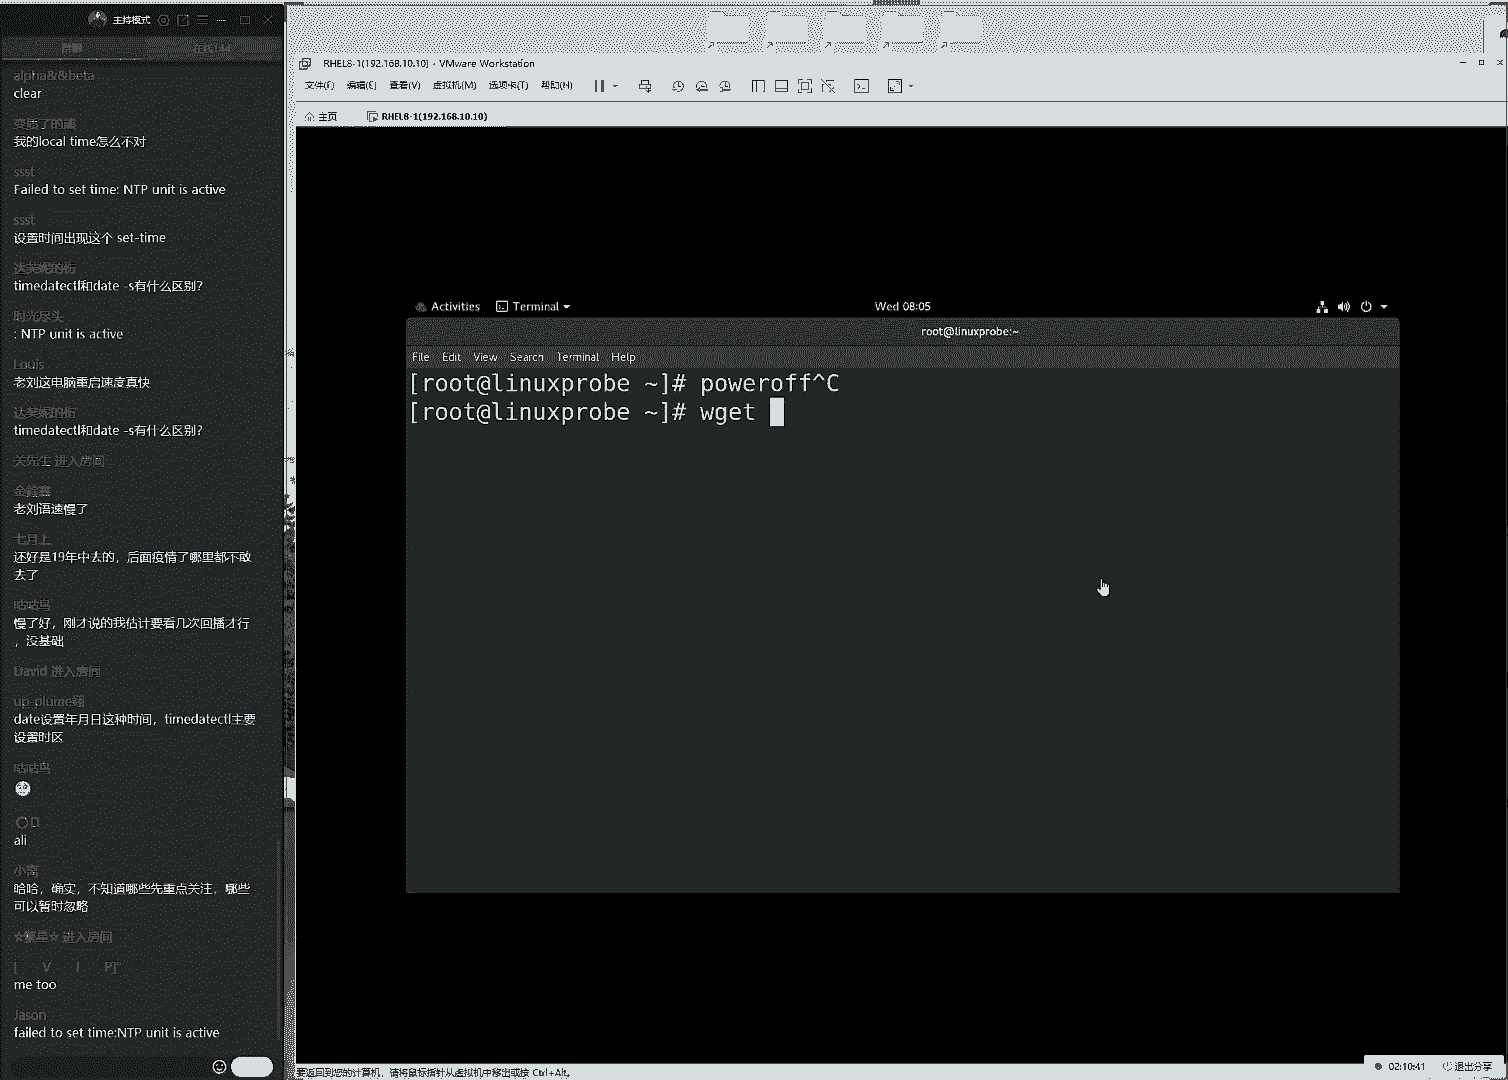 主持模式
在线144
alpha&&beta
clear
变质了的熊
我的local time怎么不对
ssst
Failed to set time: NTP unit is active
ssst
设置时间出现这个 set-time
达芙妮的伤
timedatectl和date -s有什么区别?
时光尽头
: NTP unit is active
Louis
老刘这电脑重启速度真快
达芙妮的伤
timedatectl和date -s有什么区别?
关先生 进入房间
老刘语速慢了
七月上
还好是19年中去的，后面疫情了哪里都不敢
去了
咕咕鸟
慢了好，刚才说的我估计要看几次回播才行
，没基础
David 进入房间
up-plume翊
date设置年月日这种时间，timedatectl主要
设置时区
咕咕鸟
ali
哈哈，确实，不知道哪些先重点关注，哪些
可以暂时忽略
☆繁星☆ 进入房间
[ V I P]°
me too
Jason
failed to set time:NTP unit is active
RHEL8-1(192.168.10.10) - VMware Workstation
文件(F) 编辑(E) 查看(V) 虚拟机(M) 选项卡(T) 帮助(H)
主页 RHEL8-1(192.168.10.10)
Activities Terminal Wed 08:05
root@linuxprobe:~
File Edit View Search Terminal Help
[root@linuxprobe ~]# poweroff^C
[root@linuxprobe ~]# wget
要返回到您的计算机，请将鼠标指针从虚拟机中移出或按 Ctrl+Alt。
02:10:41 退出分享